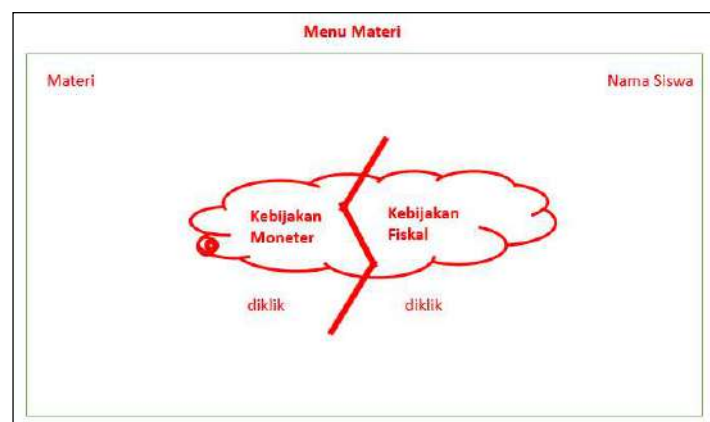 Menu Materi
Materi
Nama Siswa
Kebijakan
Moneter
Kebijakan
Fiskal
diklik
diklik